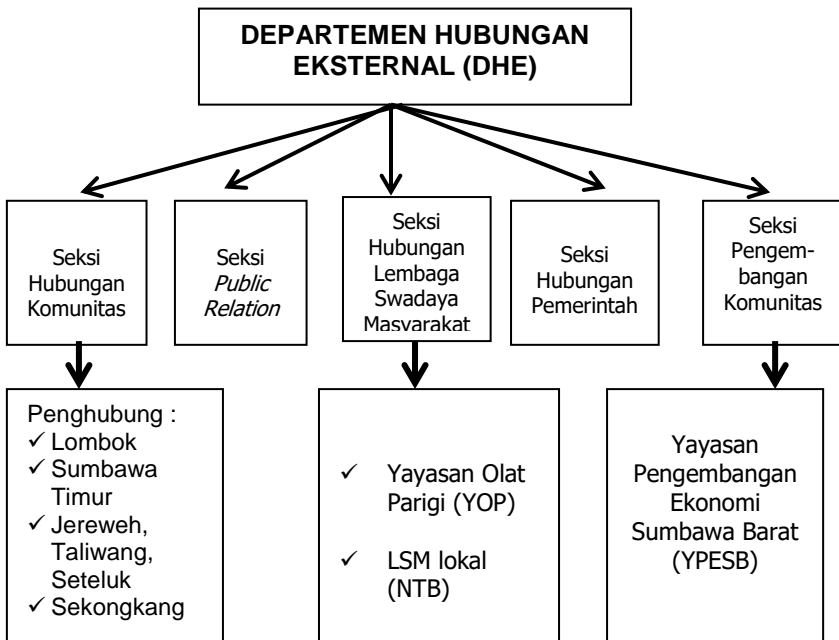 DEPARTEMEN HUBUNGAN
EKSTERNAL (DHE)
Seksi
Hubungan
Komunitas
Seksi
Public
Relation
Seksi
Hubungan
Lembaga
Swadaya
Masyarakat
Seksi
Hubungan
Pemerintah
Seksi
Pengem-
bangan
Komunitas
Penghubung :
✓ Lombok
✓ Sumbawa
Timur
✓ Jereweh,
Taliwang,
Seteluk
✓ Sekongkang
✓ Yayasan Olat
Parigi (YOP)
✓ LSM lokal
(NTB)
Yayasan
Pengembangan
Ekonomi
Sumbawa Barat
(YPESB)